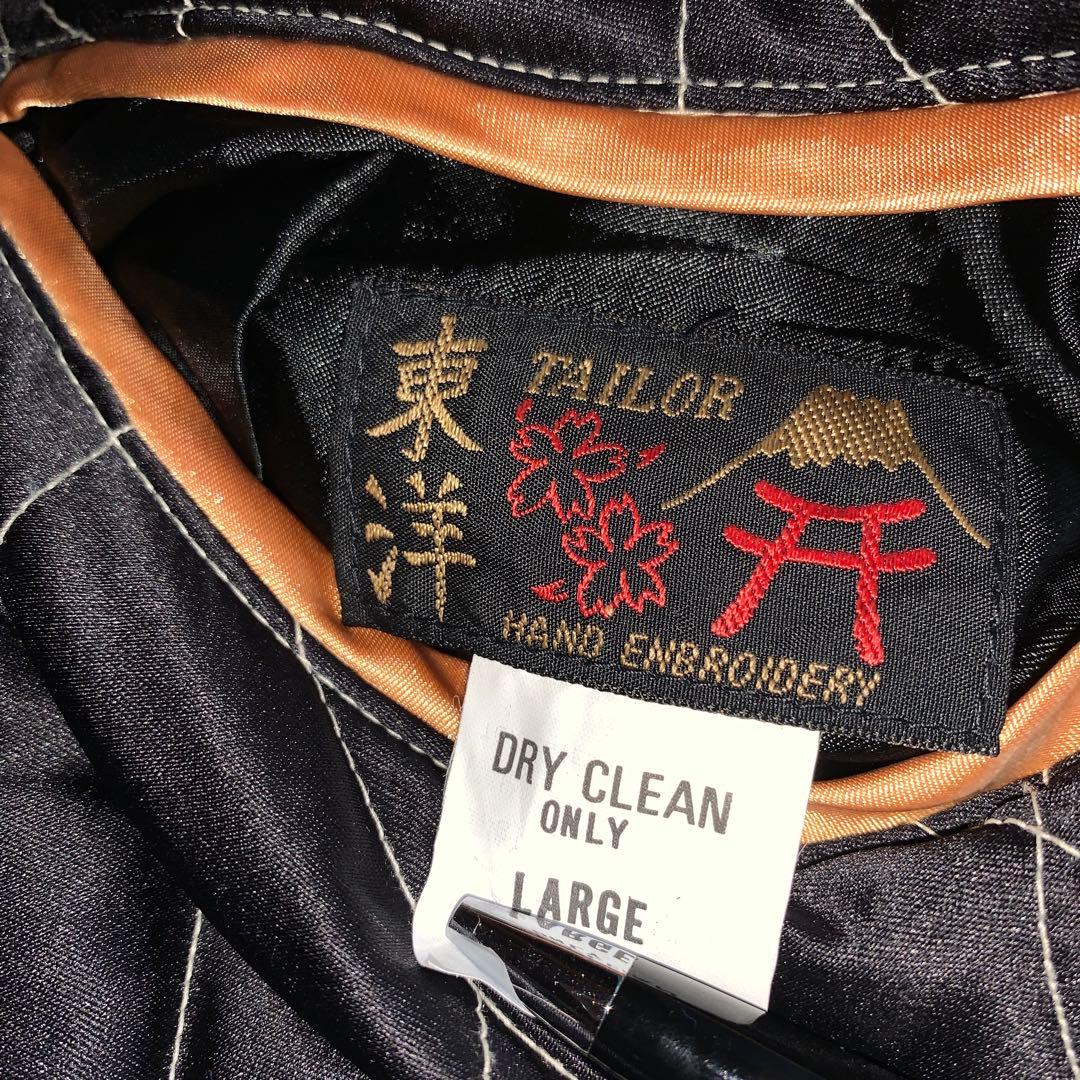 東洋
TAILOR
HAND EMBROIDERY
DRY CLEAN
ONLY
LARGE